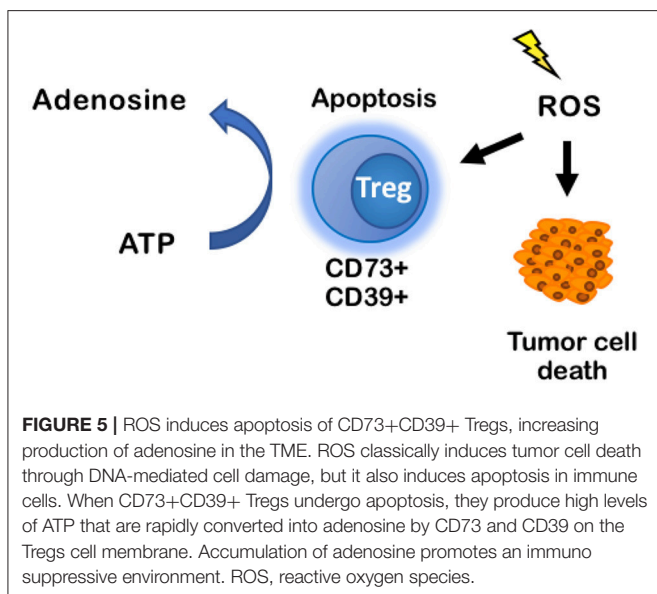 Adenosine
Apoptosis
ROS
Treg
ATP
CD73+
CD39+
Tumor cell
death
FIGURE 5 | ROS induces apoptosis of CD73+CD39+ Tregs, increasing
production of adenosine in the TME. ROS classically induces tumor cell death
through DNA-mediated cell damage, but it also induces apoptosis in immune
cells. When CD73+CD39+ Tregs undergo apoptosis, they produce high levels
of ATP that are rapidly converted into adenosine by CD73 and CD39 on the
Tregs cell membrane. Accumulation of adenosine promotes an immuno
suppressive environment. ROS, reactive oxygen species.